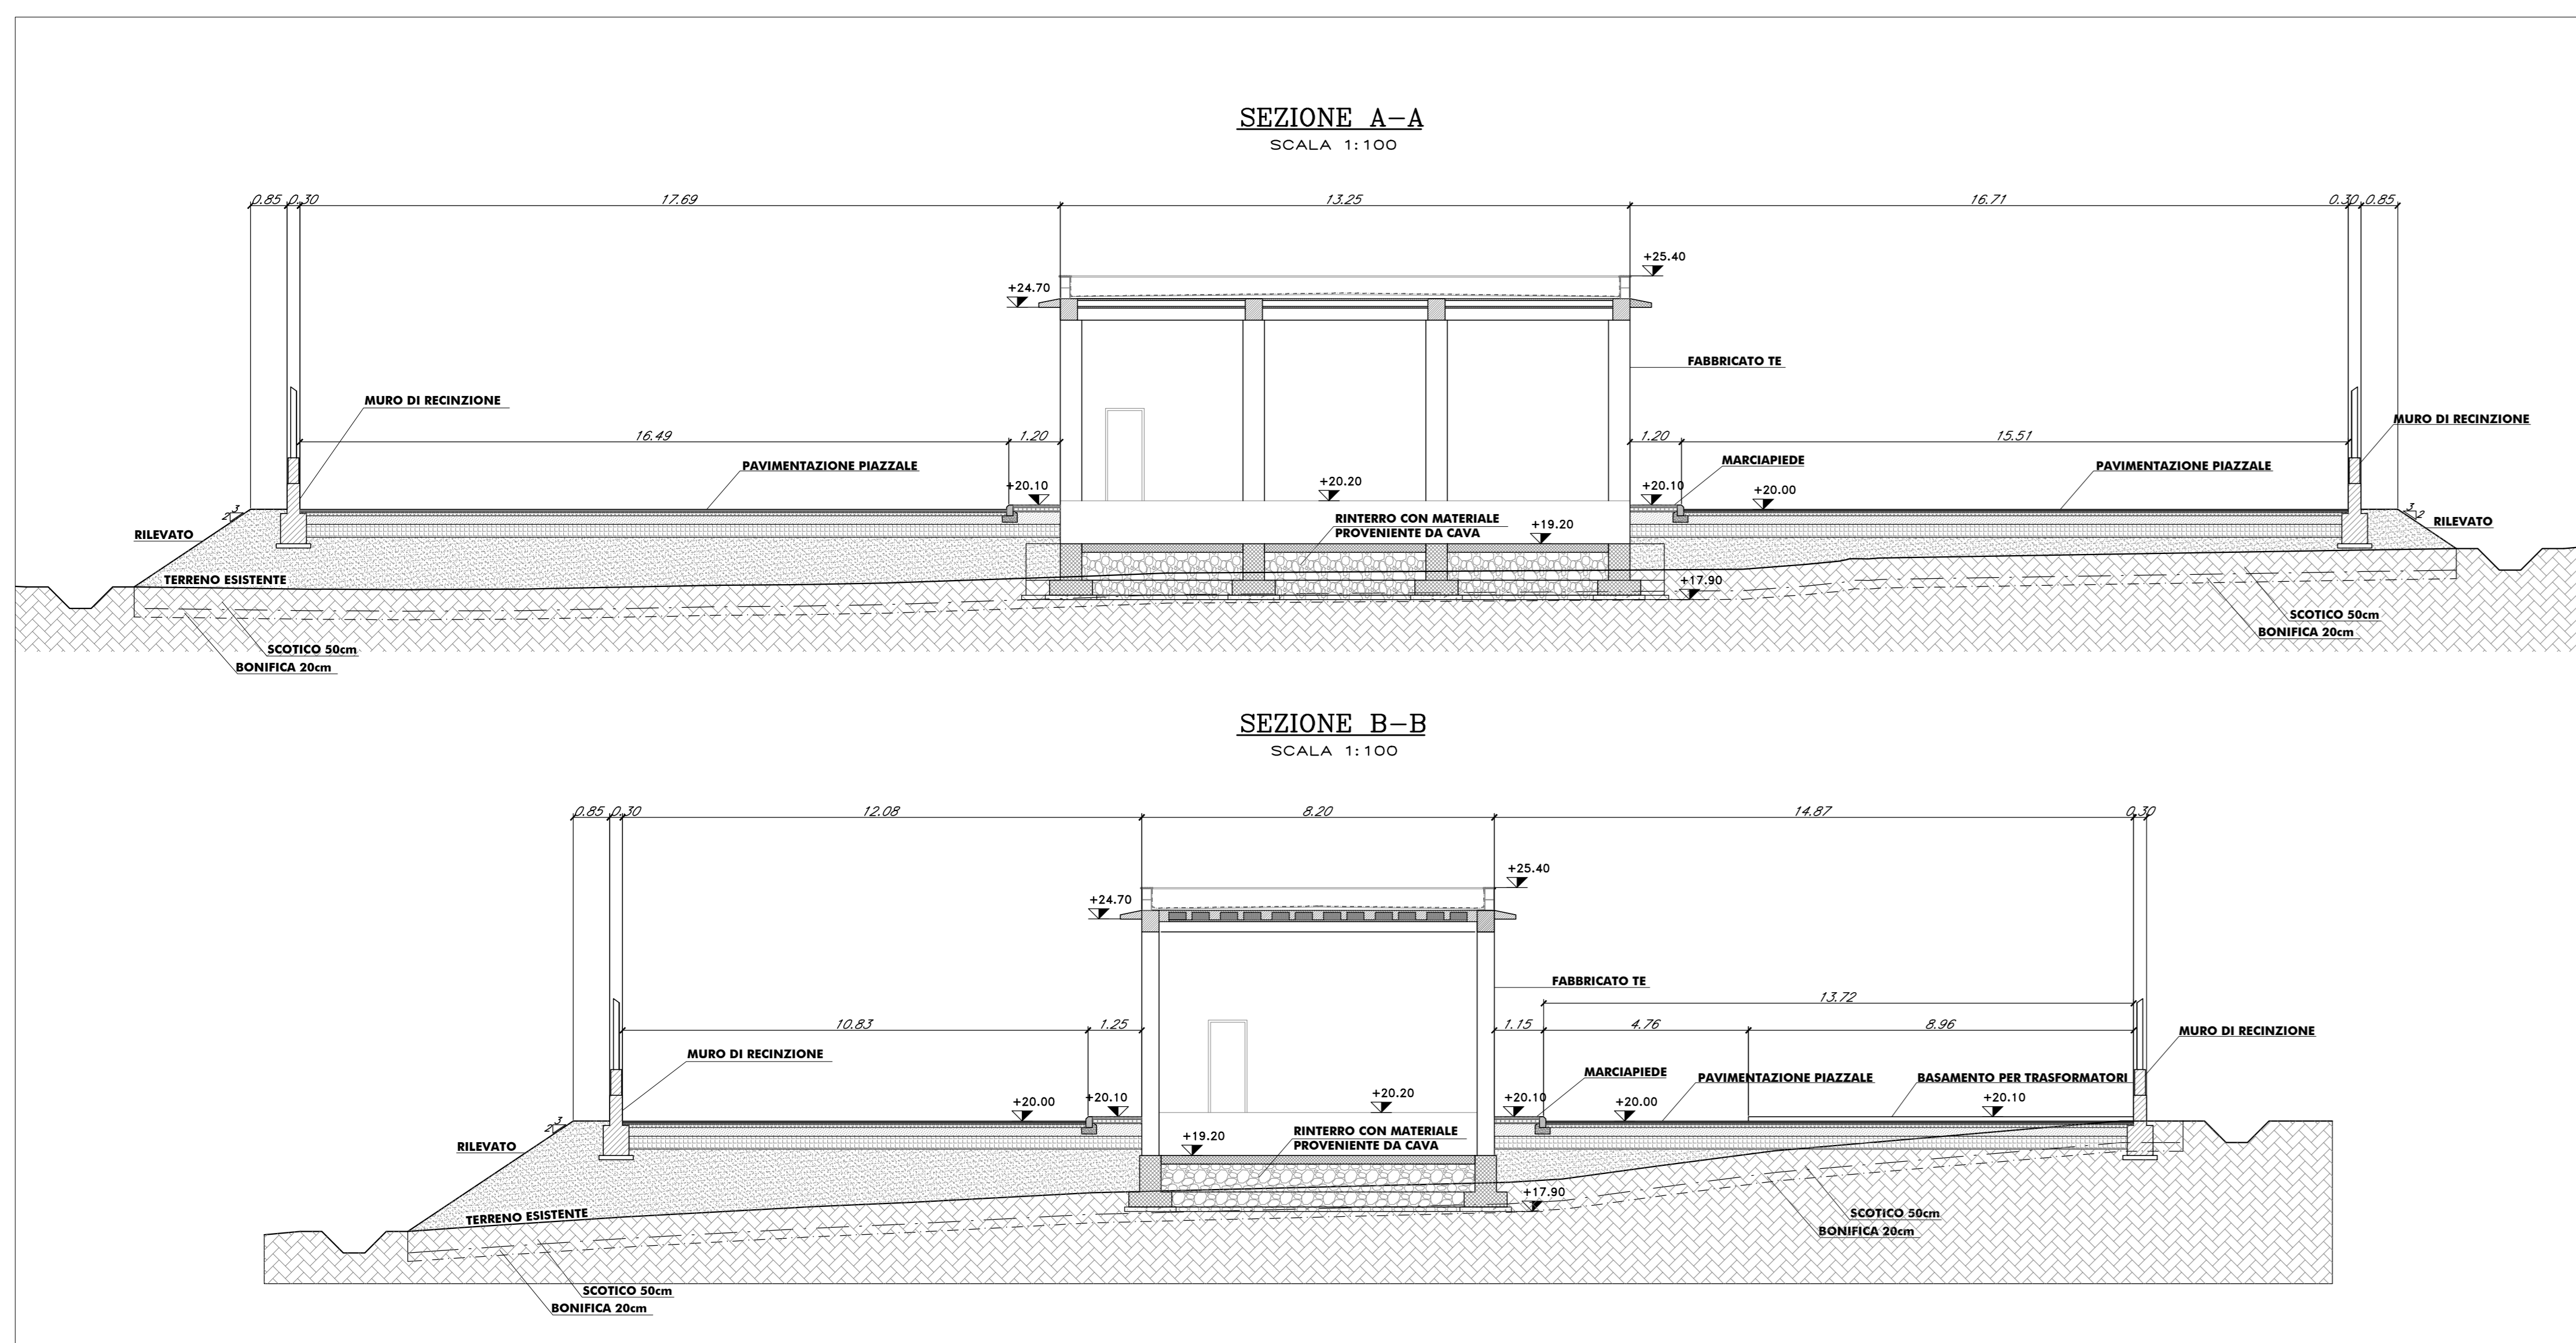 SEZIONE A-A
SCALA 1:100
0.85 0.30 17.69 13.25 16.71 0.30 0.85
+25.40
+24.70
FABBRICATO TE
MURO DI RECINZIONE
MURO DI RECINZIONE
16.49 1.20 1.20 15.51
PAVIMENTAZIONE PIAZZALE
MARCIAPIEDE
PAVIMENTAZIONE PIAZZALE
+20.10
+20.20
+20.10
+20.00
3
2
3
2
RINTERRO CON MATERIALE
PROVENIENTE DA CAVA
+19.20
RILEVATO
RILEVATO
TERRENO ESISTENTE
+17.90
SCOTICO 50cm
BONIFICA 20cm
SCOTICO 50cm
BONIFICA 20cm
SEZIONE B-B
SCALA 1:100
0.85 0.30 12.08 8.20 14.87 0.30
+25.40
+24.70
FABBRICATO TE
13.72
10.83 1.25 1.15 4.76 8.96
MURO DI RECINZIONE
MURO DI RECINZIONE
MARCIAPIEDE
PAVIMENTAZIONE PIAZZALE
BASAMENTO PER TRASFORMATORI
+20.00
+20.10
+20.20
+20.10
+20.00
+20.10
3
2
RILEVATO
+19.20
RINTERRO CON MATERIALE
PROVENIENTE DA CAVA
+17.90
TERRENO ESISTENTE
SCOTICO 50cm
BONIFICA 20cm
SCOTICO 50cm
BONIFICA 20cm